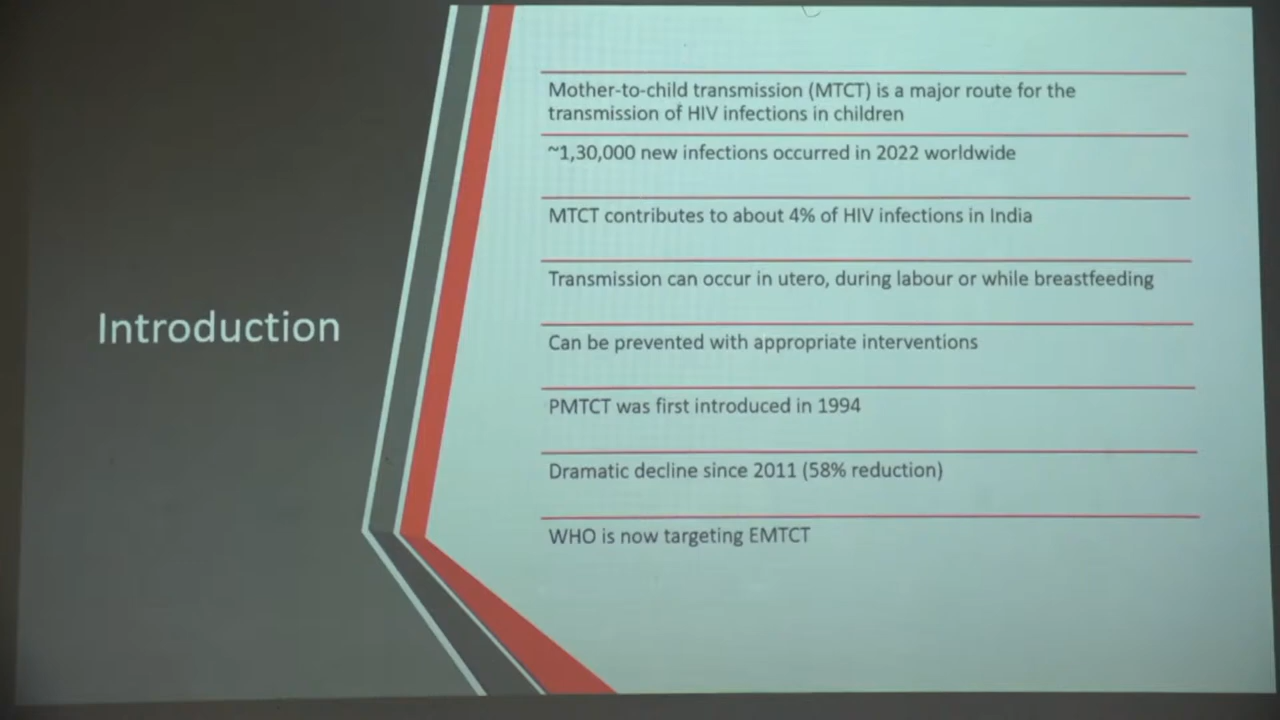 Introduction
Mother-to-child transmission (MTCT) is a major route for the
transmission of HIV infections in children
~1,30,000 new infections occurred in 2022 worldwide
MTCT contributes to about 4% of HIV infections in India
Transmission can occur in utero, during labour or while breastfeeding
Can be prevented with appropriate interventions
PMTCT was first introduced in 1994
Dramatic decline since 2011 (58% reduction)
WHO is now targeting EMTCT